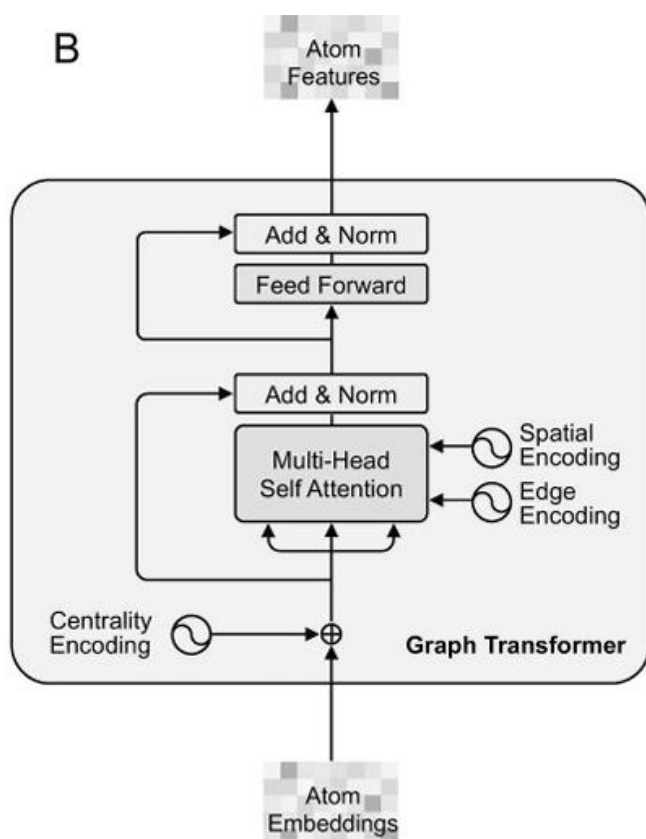 B
Atom
Features
Add & Norm
Feed Forward
Add & Norm
Multi-Head
Self Attention
Spatial
Encoding
Edge
Encoding
Centrality
Encoding
Graph Transformer
Atom
Embeddings